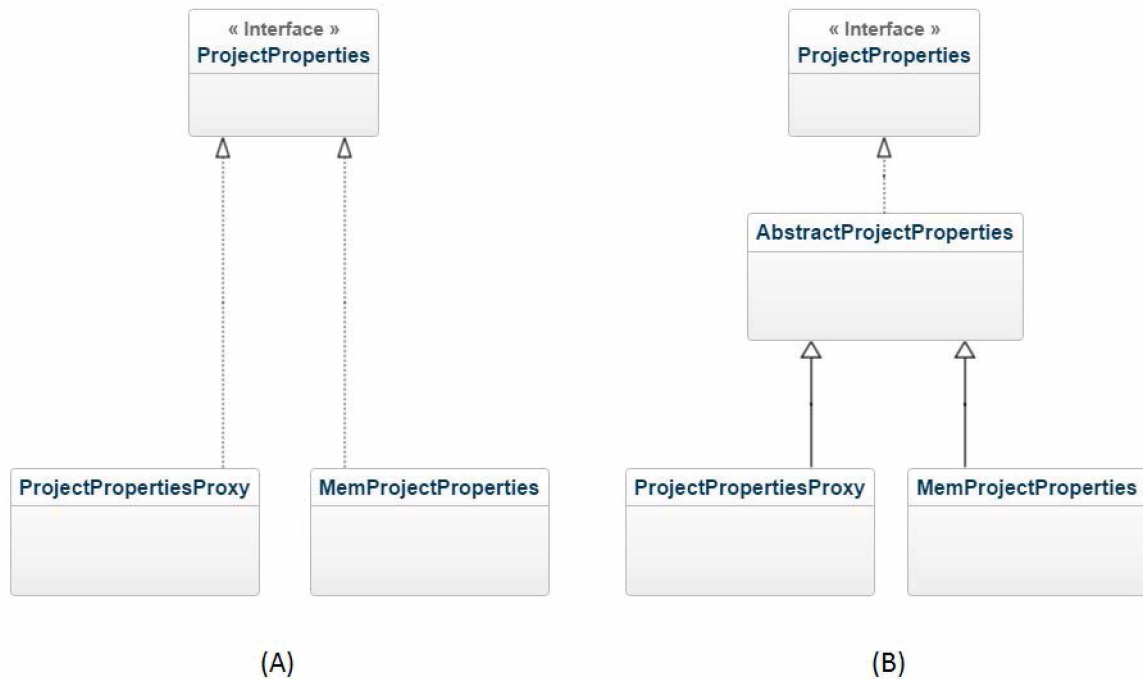 « Interface »
ProjectProperties
ProjectPropertiesProxy
MemProjectProperties
(A)
« Interface »
ProjectProperties
AbstractProjectProperties
ProjectPropertiesProxy
MemProjectProperties
(B)